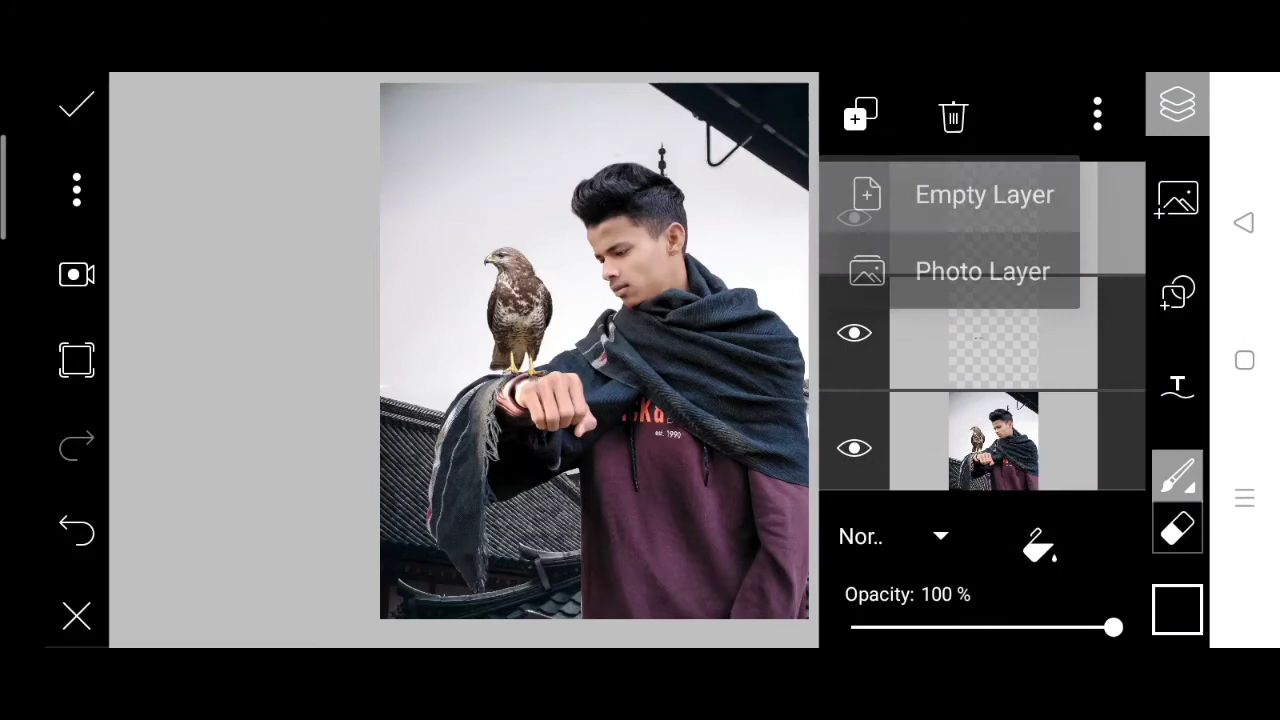 Empty Layer
Photo Layer
est. 1990
Nor..
Opacity: 100 %
T